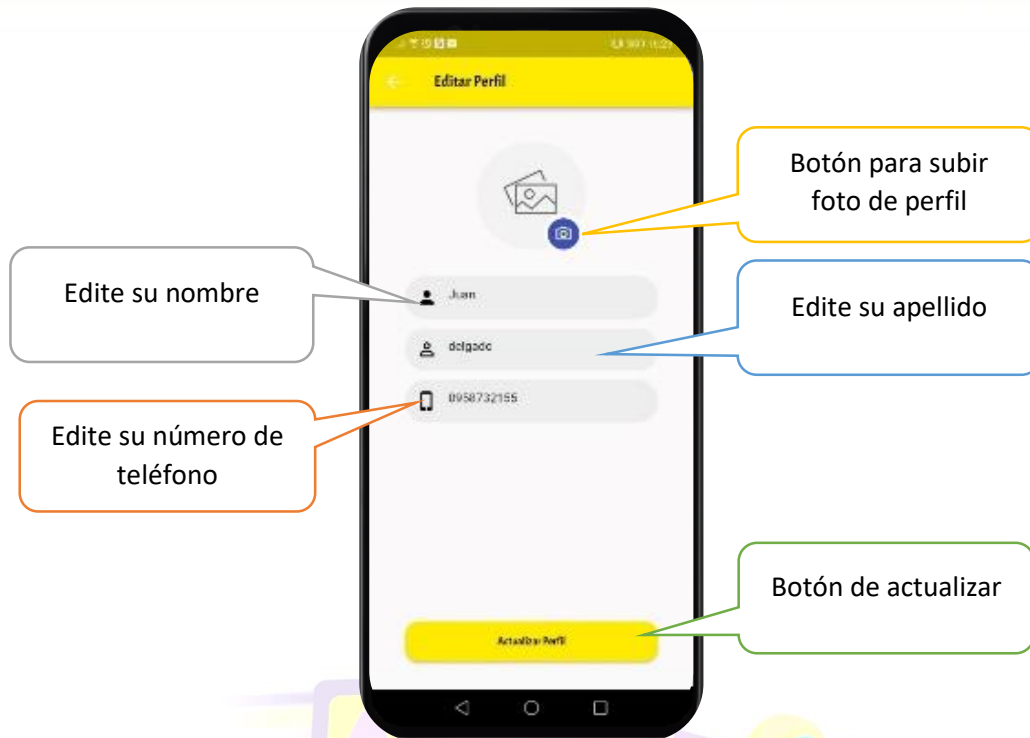 Editar Perfil
Botón para subir
foto de perfil
Edite su nombre
Juan
Edite su apellido
delgado
0958732155
Edite su número de
teléfono
Botón de actualizar
Actualizar Perfil